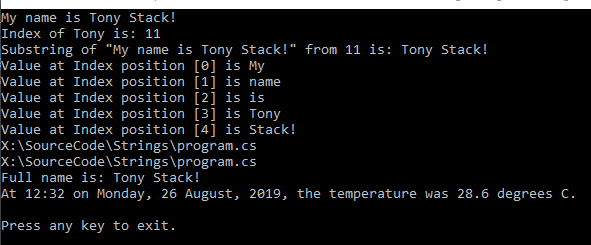 My name is Tony Stack!
Index of Tony is: 11
Substring of "My name is Tony Stack!" from 11 is: Tony Stack!
Value at Index position [0] is My
Value at Index position [1] is name
Value at Index position [2] is is
Value at Index position [3] is Tony
Value at Index position [4] is Stack!
X:\SourceCode\Strings\program.cs
X:\SourceCode\Strings\program.cs
Full name is: Tony Stack!
At 12:32 on Monday, 26 August, 2019, the temperature was 28.6 degrees C.
Press any key to exit.